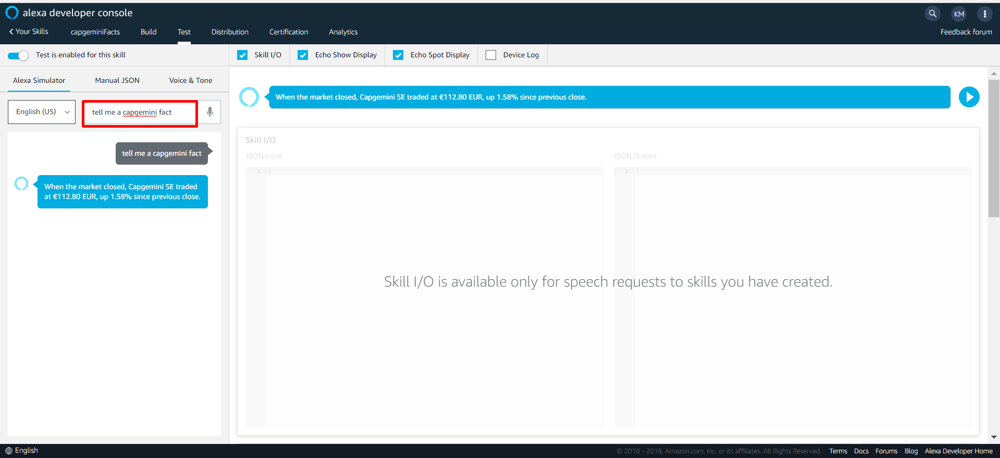 alexa developer console
KM
Your Skills
capgeminiFacts
Build
Test
Distribution
Certification
Analytics
Feedback forum
Test is enabled for this skill
Skill I/O
Echo Show Display
Echo Spot Display
Device Log
Alexa Simulator
Manual JSON
Voice & Tone
English (US)
tell me a capgemini fact
tell me a capgemini fact
When the market closed, Capgemini SE traded
at €112.80 EUR, up 1.58% since previous close.
When the market closed, Capgemini SE traded at €112.80 EUR, up 1.58% since previous close.
Skill I/O
JSON Input
JSON Output
1
1
Skill I/O is available only for speech requests to skills you have created.
English
© 2010 - 2018, Amazon.com, Inc. or its affiliates. All Rights Reserved.
Terms
Docs
Forums
Blog
Alexa Developer Home